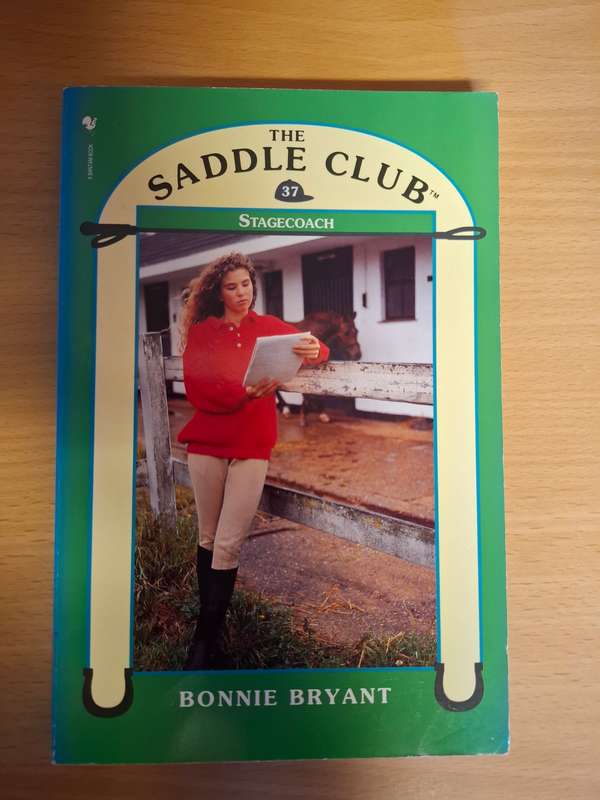 THE
SADDLE CLUB™
37
STAGECOACH
BONNIE BRYANT